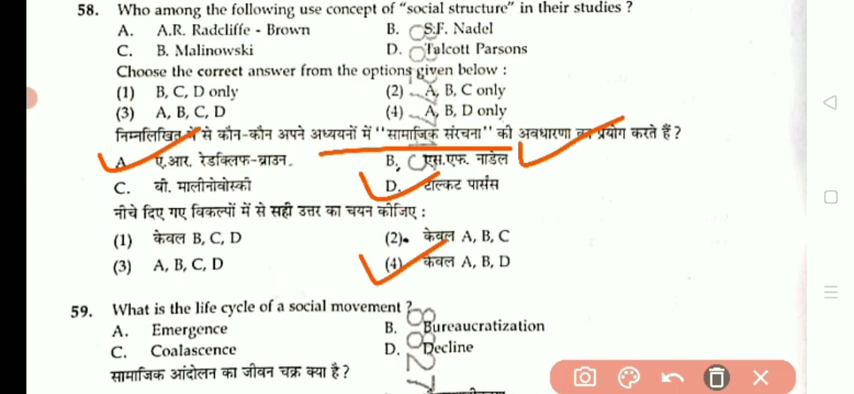 58. Who among the following use concept of "social structure" in their studies ?
A. A.R. Radcliffe - Brown B. S.F. Nadel
C. B. Malinowski D. Talcott Parsons
Choose the correct answer from the options given below :
(1) B, C, D only (2) A, B, C only
(3) A, B, C, D (4) A, B, D only
निम्नलिखित में से कौन-कौन अपने अध्ययनों में ''सामाजिक संरचना'' की अवधारणा का प्रयोग करते हैं ?
A. ए.आर. रेडक्लिफ-ब्राउन B. एस.एफ. नाडेल
C. बी. मालीनोवोस्की D. टाल्कट पार्सस
नीचे दिए गए विकल्पों में से सही उत्तर का चयन कीजिए :
(1) केवल B, C, D (2) केवल A, B, C
(3) A, B, C, D (4) केवल A, B, D
59. What is the life cycle of a social movement ?
A. Emergence B. Bureaucratization
C. Coalascence D. Decline
सामाजिक आंदोलन का जीवन चक्र क्या है ?